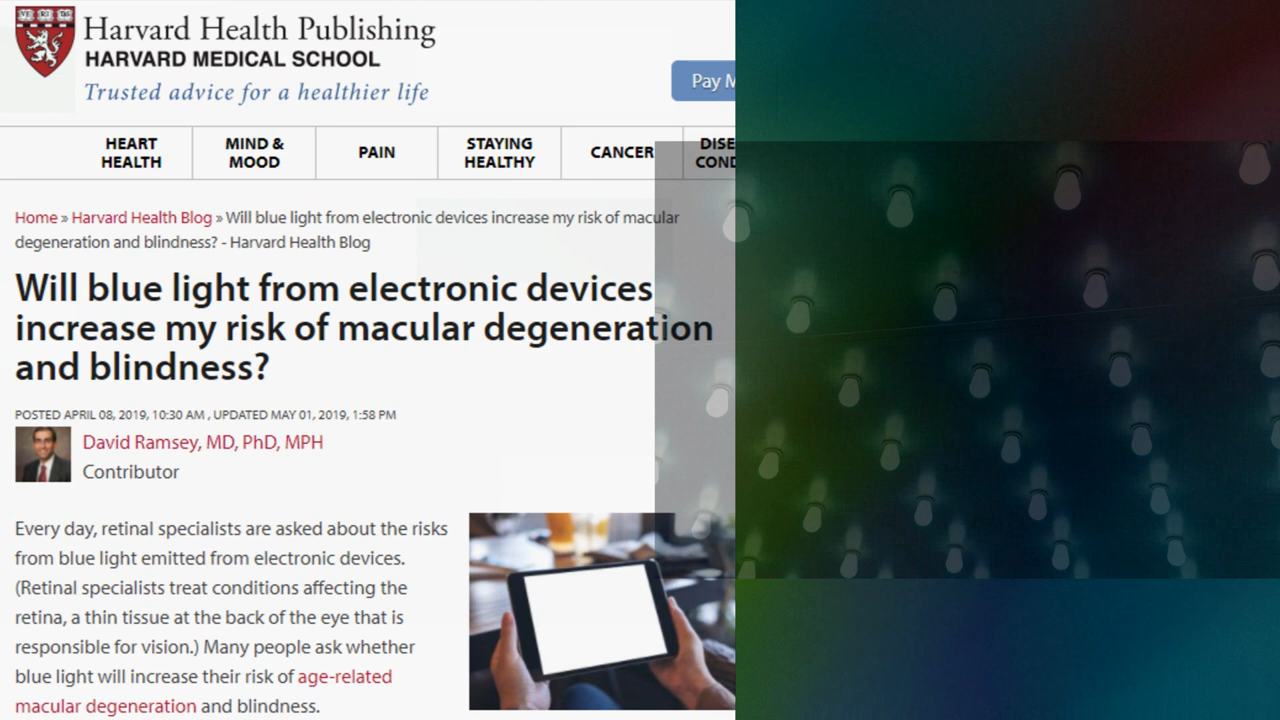 VE RI TAS
Harvard Health Publishing
HARVARD MEDICAL SCHOOL
Trusted advice for a healthier life
Pay
HEART HEALTH
MIND & MOOD
PAIN
STAYING HEALTHY
CANCER
Home » Harvard Health Blog » Will blue light from electronic devices increase my risk of macular
degeneration and blindness? - Harvard Health Blog
Will blue light from electronic devices
increase my risk of macular degeneration
and blindness?
POSTED APRIL 08, 2019, 10:30 AM , UPDATED MAY 01, 2019, 1:58 PM
David Ramsey, MD, PhD, MPH
Contributor
Every day, retinal specialists are asked about the risks
from blue light emitted from electronic devices.
(Retinal specialists treat conditions affecting the
retina, a thin tissue at the back of the eye that is
responsible for vision.) Many people ask whether
blue light will increase their risk of age-related
macular degeneration and blindness.